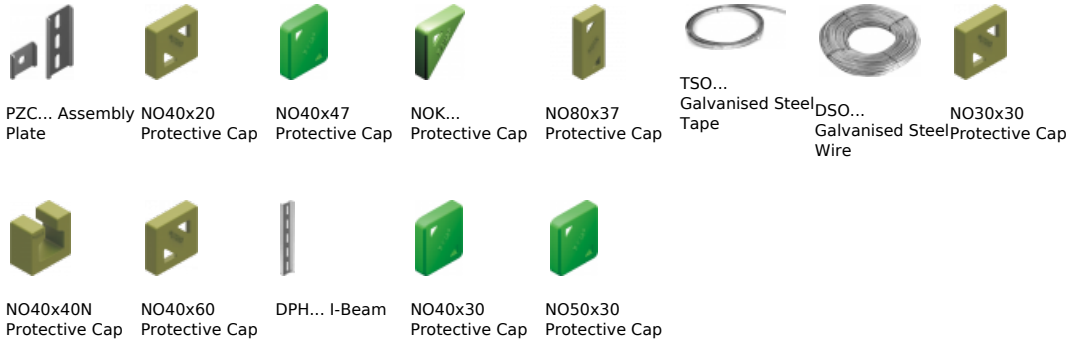 PZC... Assembly
Plate
NO40x20
Protective Cap
NO40x47
Protective Cap
NOK...
Protective Cap
NO80x37
Protective Cap
TSO...
Galvanised Steel
Tape
DSO...
Galvanised Steel
Wire
NO30x30
Protective Cap
NO40x40N
Protective Cap
NO40x60
Protective Cap
DPH... I-Beam
NO40x30
Protective Cap
NO50x30
Protective Cap